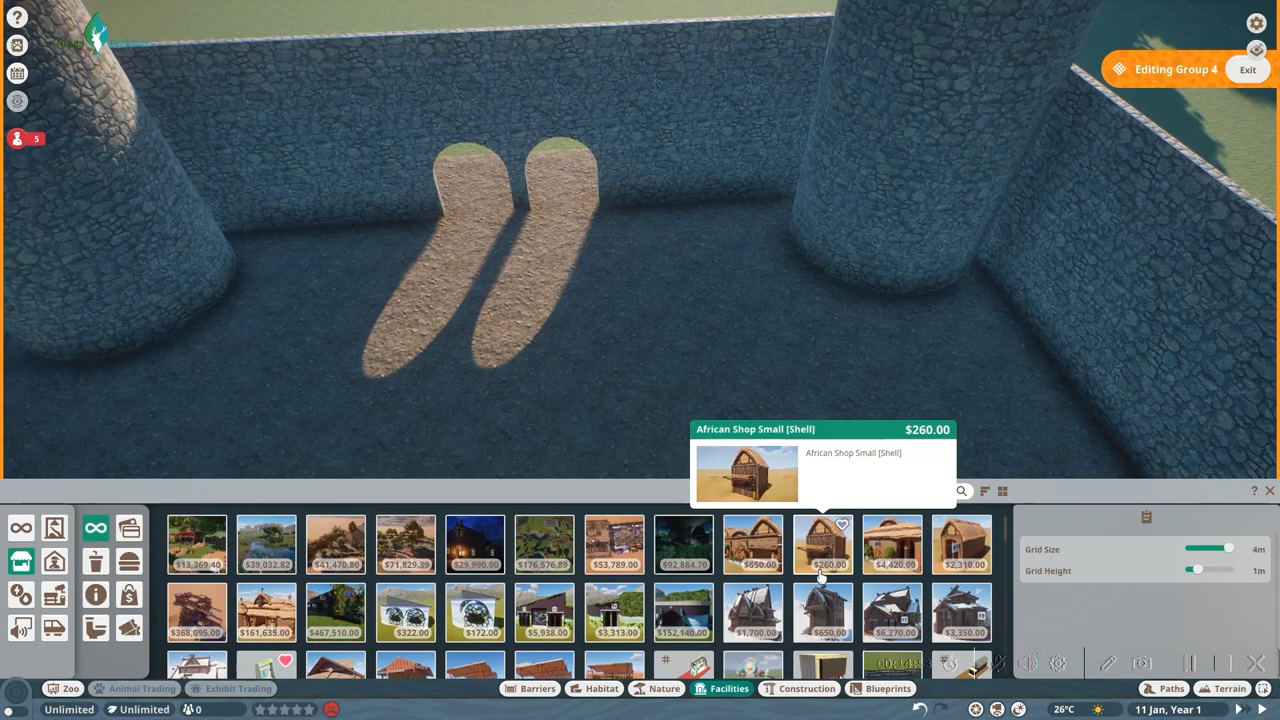 ?
Editing Group 4
Exit
5
African Shop Small [Shell]
$260.00
African Shop Small [Shell]
?
$13,369.40
$39,032.82
$41,470.80
$71,829.39
$29,990.00
$176,576.89
$53,789.00
$92,884.70
$650.00
$260.00
$4,420.00
$2,310.00
$368,095.00
$161,635.00
$467,510.00
$322.00
$172.00
$5,938.00
$3,313.00
$152,140.00
$1,700.00
$650.00
$6,270.00
$3,350.00
Grid Size
4m
Grid Height
1m
Zoo
Animal Trading
Exhibit Trading
Barriers
Habitat
Nature
Facilities
Construction
Blueprints
Paths
Terrain
Unlimited
Unlimited
0
26°C
11 Jan, Year 1